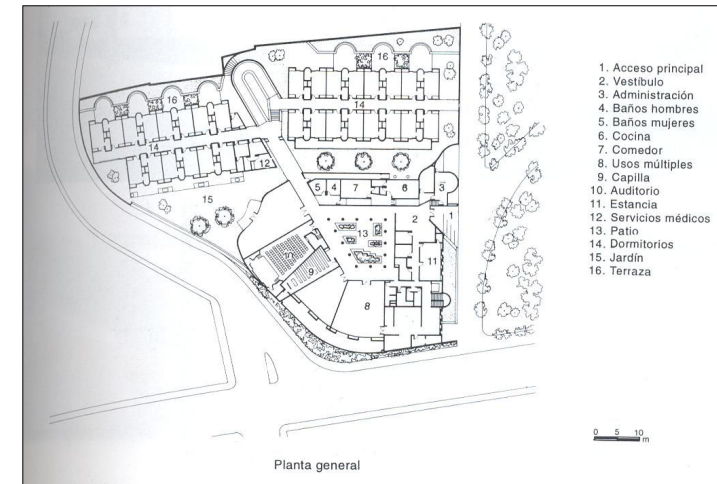 1. Acceso principal
2. Vestíbulo
3. Administración
4. Baños hombres
5. Baños mujeres
6. Cocina
7. Comedor
8. Usos múltiples
9. Capilla
10. Auditorio
11. Estancia
12. Servicios médicos
13. Patio
14. Dormitorios
15. Jardín
16. Terraza
16
14
16
14
12
15
5
4
7
6
3
13
2
1
11
10
9
8
0 5 10
m
Planta general